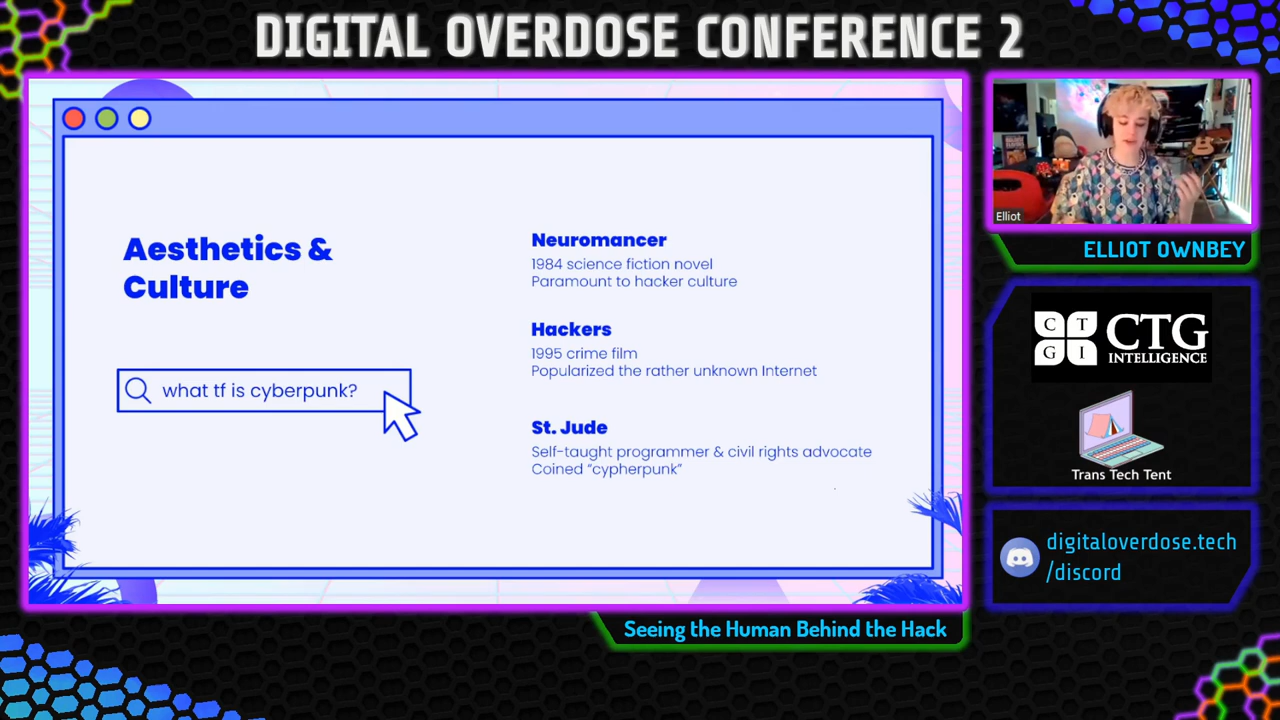 DIGITAL OVERDOSE CONFERENCE 2
Aesthetics &
Culture
what tf is cyberpunk?
Neuromancer
1984 science fiction novel
Paramount to hacker culture
Hackers
1995 crime film
Popularized the rather unknown Internet
St. Jude
Self-taught programmer & civil rights advocate
Coined “cypherpunk”
Elliot
ELLIOT OWNBEY
C T
G I
CTG
INTELLIGENCE
Trans Tech Tent
digitaloverdose.tech
/discord
Seeing the Human Behind the Hack